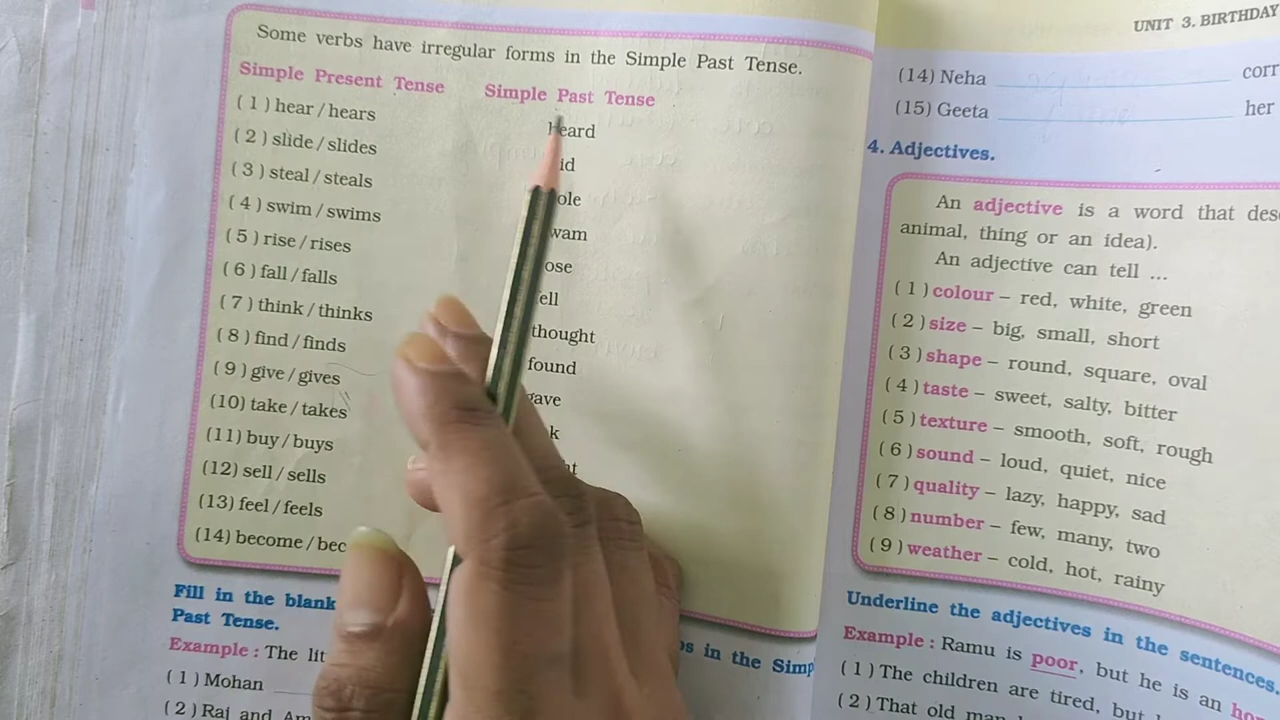 Some verbs have irregular forms in the Simple Past Tense.
Simple Present Tense Simple Past Tense
( 1 ) hear / hears heard
( 2 ) slide / slides
( 3 ) steal / steals
( 4 ) swim / swims
( 5 ) rise / rises
( 6 ) fall / falls
( 7 ) think / thinks thought
( 8 ) find / finds found
( 9 ) give / gives gave
(10) take / takes
(11) buy / buys
(12) sell / sells
(13) feel / feels
(14) become /
Fill in the
Past Tense.
Example : The
( 1 ) Mohan
( 2 ) Raj and
in the
UNIT 3. BIRTHDAY
(14) Neha
(15) Geeta her
4. Adjectives.
An adjective is a word that
animal, thing or an idea).
An adjective can tell ...
( 1 ) colour – red, white, green
( 2 ) size – big, small, short
( 3 ) shape – round, square, oval
( 4 ) taste – sweet, salty, bitter
( 5 ) texture – smooth, soft, rough
( 6 ) sound – loud, quiet, nice
( 7 ) quality – lazy, happy, sad
( 8 ) number – few, many, two
( 9 ) weather – cold, hot, rainy
Underline the adjectives in the sentences.
Example : Ramu is poor, but he is an
( 1 ) The children are tired, but
( 2 ) That old man